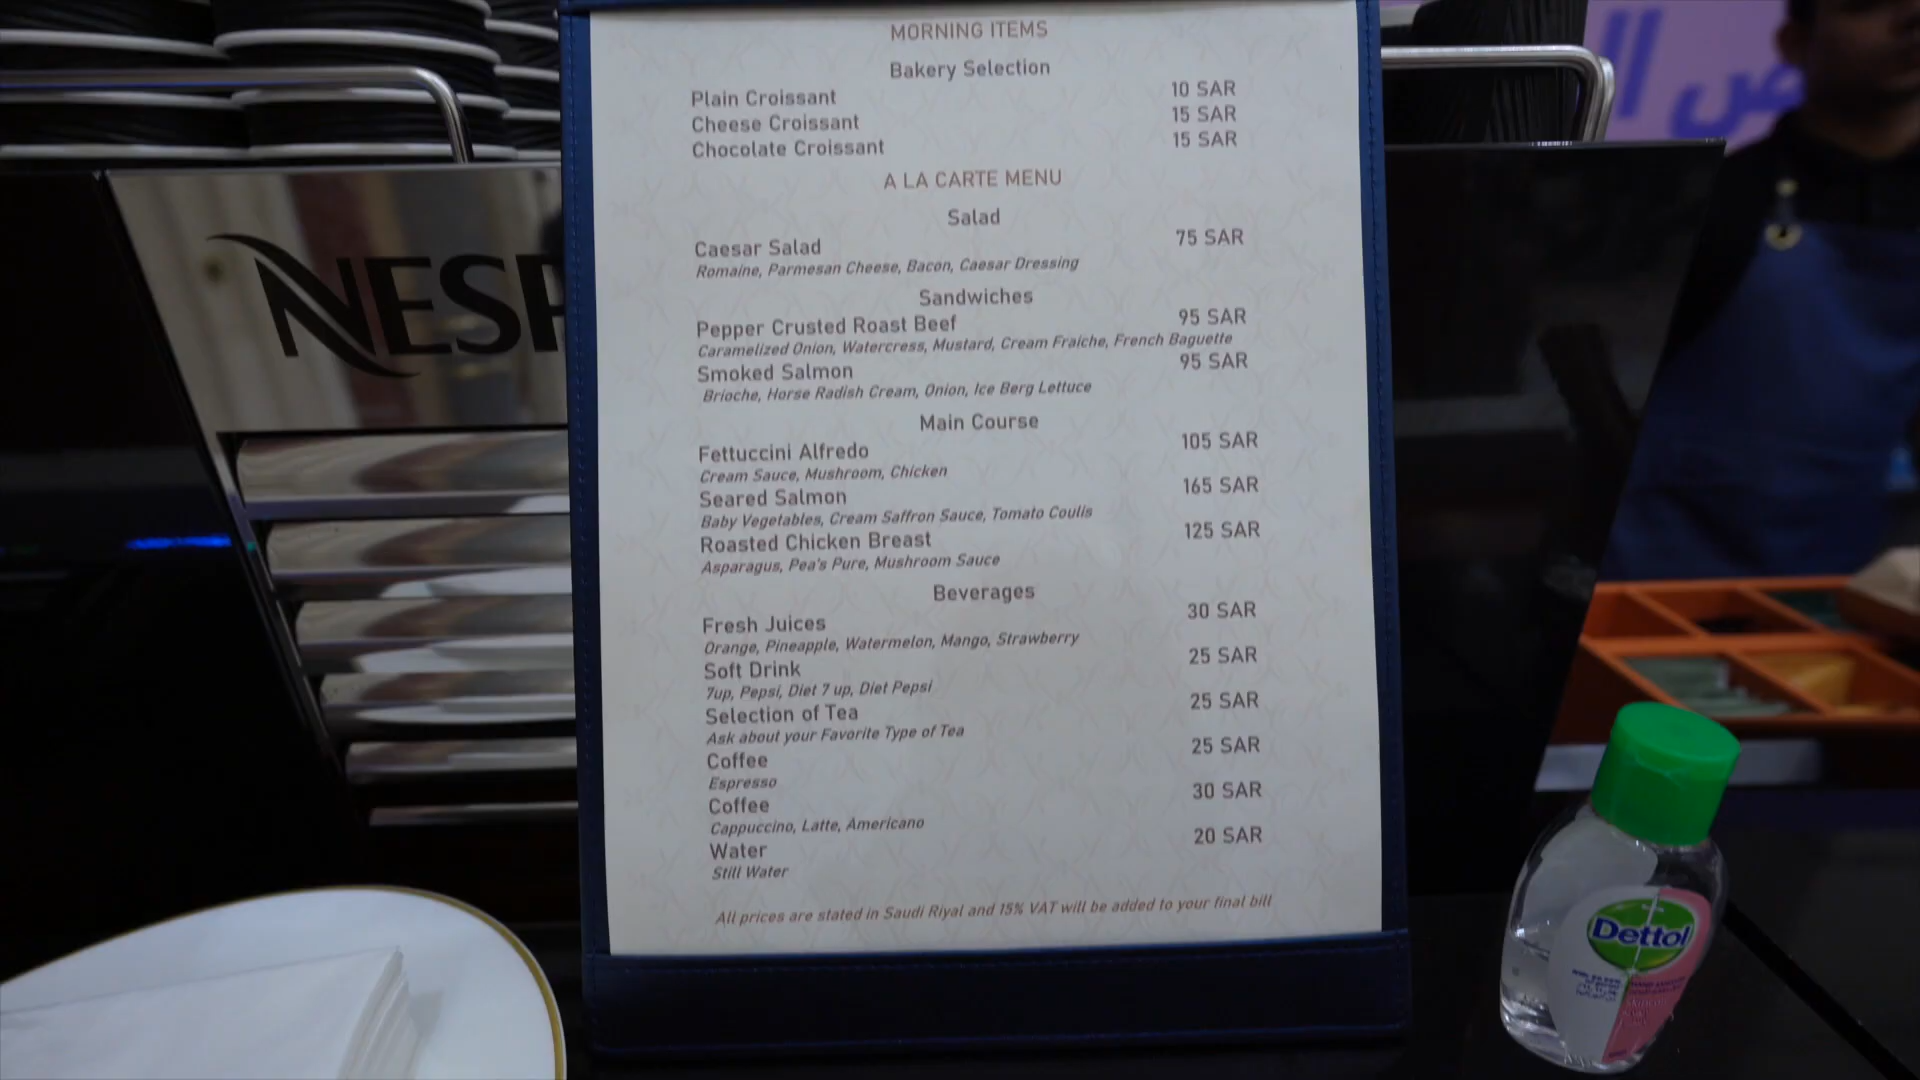 MORNING ITEMS
Bakery Selection
Plain Croissant 10 SAR
Cheese Croissant 15 SAR
Chocolate Croissant 15 SAR
A LA CARTE MENU
Salad
Caesar Salad 75 SAR
Romaine, Parmesan Cheese, Bacon, Caesar Dressing
Sandwiches
Pepper Crusted Roast Beef 95 SAR
Caramelized Onion, Watercress, Mustard, Cream Fraiche, French Baguette
Smoked Salmon 95 SAR
Brioche, Horse Radish Cream, Onion, Ice Berg Lettuce
Main Course
Fettuccini Alfredo 105 SAR
Cream Sauce, Mushroom, Chicken
Seared Salmon 165 SAR
Baby Vegetables, Cream Saffron Sauce, Tomato Coulis
Roasted Chicken Breast 125 SAR
Asparagus, Pea's Pure, Mushroom Sauce
Beverages
Fresh Juices 30 SAR
Orange, Pineapple, Watermelon, Mango, Strawberry
Soft Drink 25 SAR
7up, Pepsi, Diet 7 up, Diet Pepsi
Selection of Tea 25 SAR
Ask about your Favorite Type of Tea
Coffee 25 SAR
Espresso
Coffee 30 SAR
Cappuccino, Latte, Americano
Water 20 SAR
Still Water
All prices are stated in Saudi Riyal and 15% VAT will be added to your final bill
NESP
Dettol